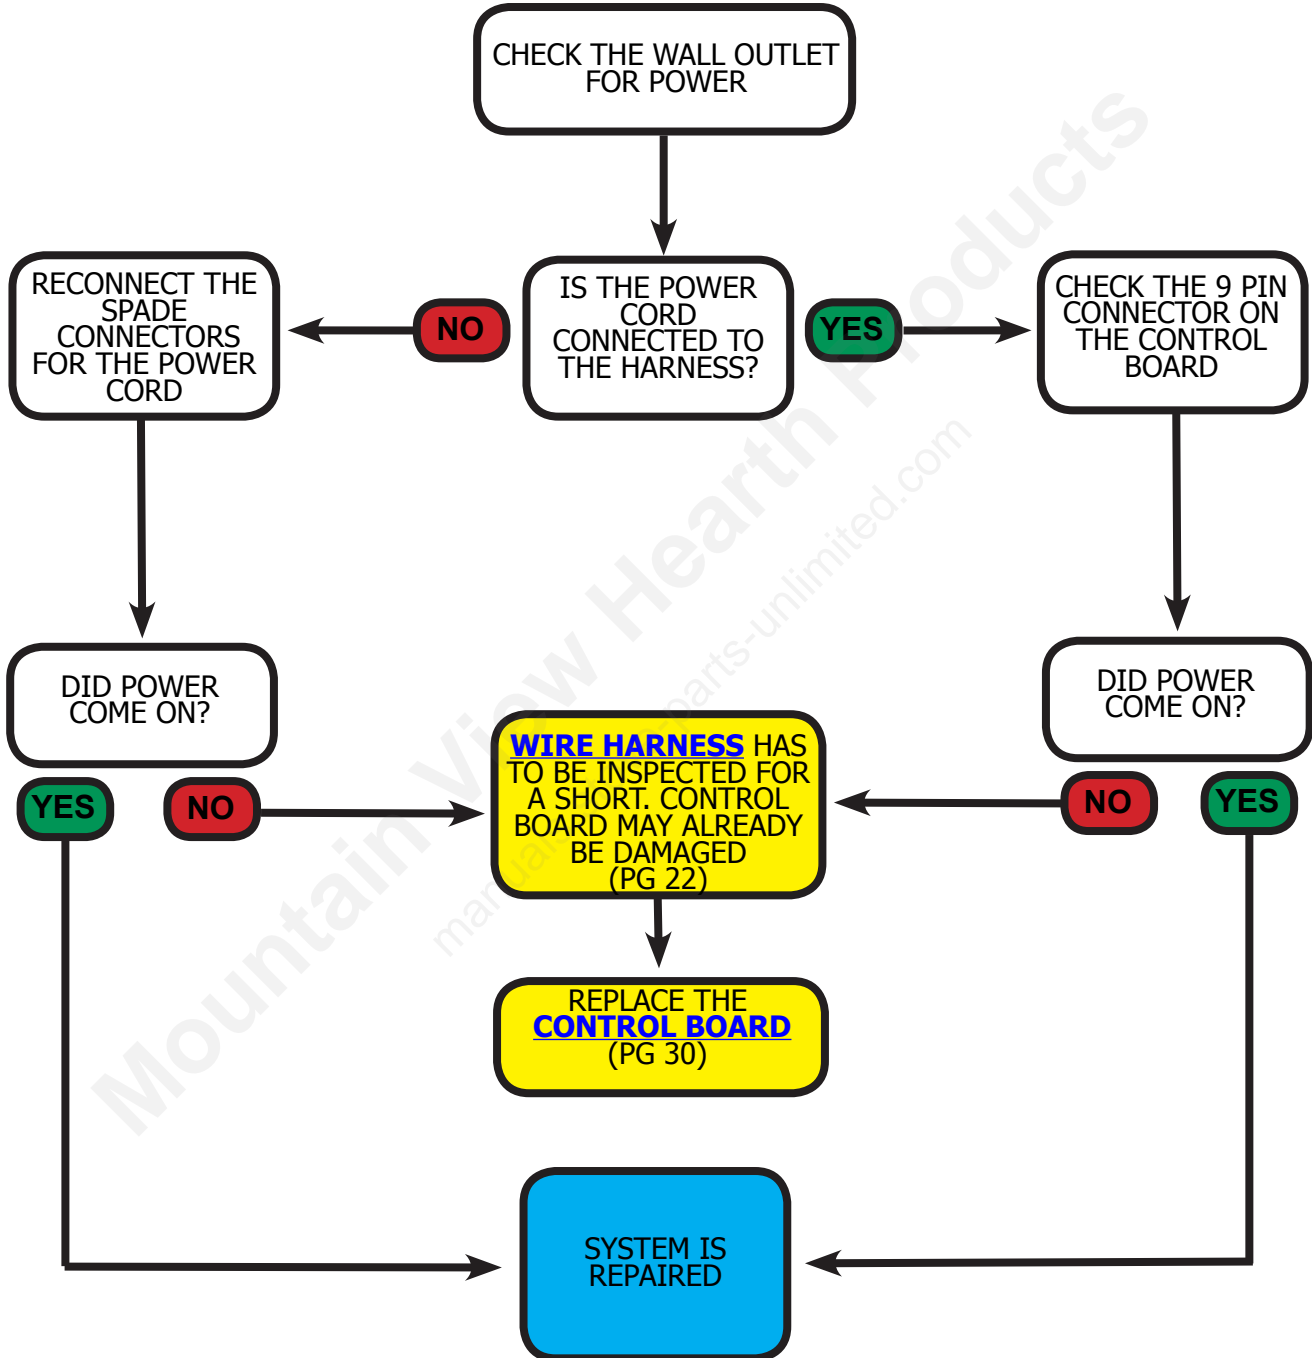 CHECK THE WALL OUTLET
FOR POWER
RECONNECT THE
SPADE
CONNECTORS
FOR THE POWER
CORD
NO
IS THE POWER
CORD
CONNECTED TO
THE HARNESS?
YES
CHECK THE 9 PIN
CONNECTOR ON
THE CONTROL
BOARD
DID POWER
COME ON?
YES
NO
WIRE HARNESS HAS
TO BE INSPECTED FOR
A SHORT. CONTROL
BOARD MAY ALREADY
BE DAMAGED
(PG 22)
DID POWER
COME ON?
NO
YES
REPLACE THE
CONTROL BOARD
(PG 30)
SYSTEM IS
REPAIRED
Mountain View Hearth Products